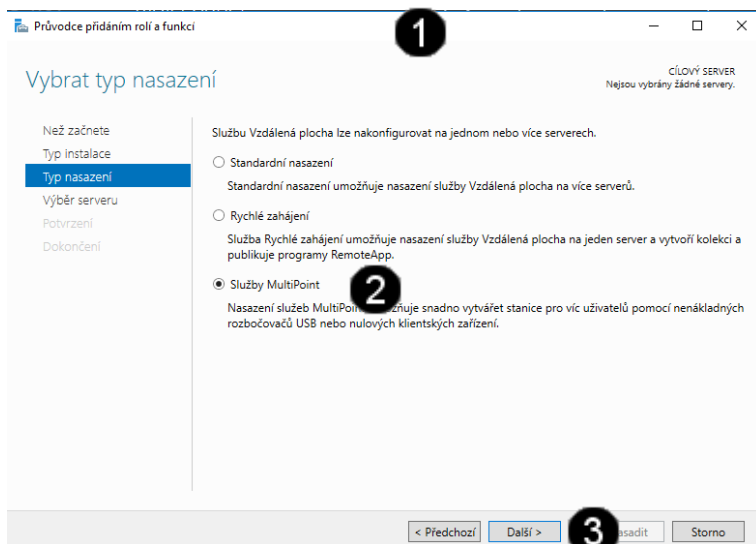 Průvodce přidáním rolí a funkcí
1
Vybrat typ nasazení
CÍLOVÝ SERVER
Nejsou vybrány žádné servery.
Než začnete
Typ instalace
Typ nasazení
Výběr serveru
Potvrzení
Dokončení
Službu Vzdálená plocha lze nakonfigurovat na jednom nebo více serverech.
Standardní nasazení
Standardní nasazení umožňuje nasazení služby Vzdálená plocha na více serverů.
Rychlé zahájení
Služba Rychlé zahájení umožňuje nasazení služby Vzdálená plocha na jeden server a vytvoří kolekci a
publikuje programy RemoteApp.
Služby MultiPoint
2
Nasazení služeb snadno vytvářet stanice pro víc uživatelů pomocí nenákladných
rozbočovačů USB nebo nulových klientských zařízení.
< Předchozí Další > 3 Storno